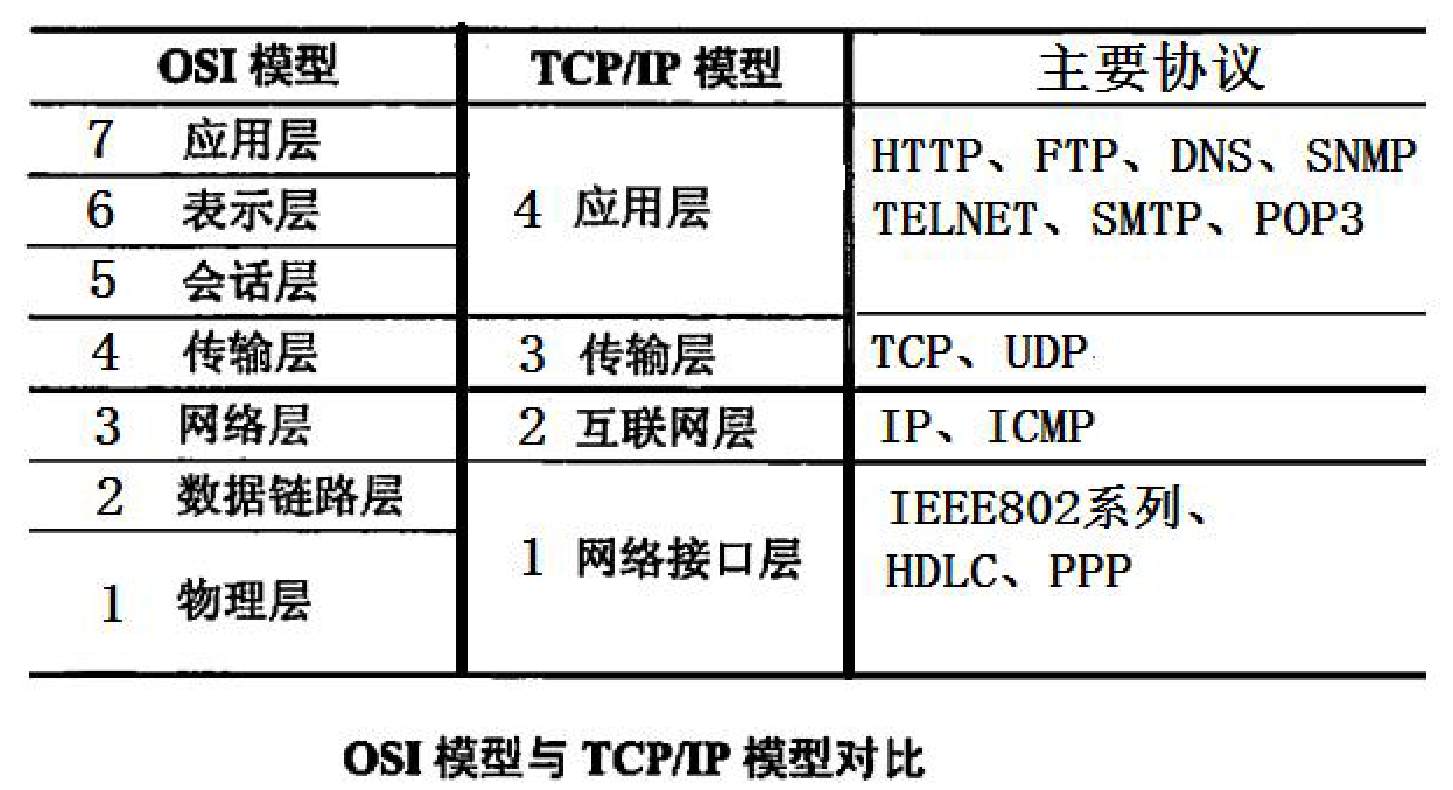 OSI 模型 TCP/IP 模型 主要协议
7 应用层
HTTP、FTP、DNS、SNMP
6 表示层 4 应用层
TELNET、SMTP、POP3
5 会话层
4 传输层 3 传输层 TCP、UDP
3 网络层 2 互联网层 IP、ICMP
2 数据链路层
IEEE802系列、
1 网络接口层
HDLC、PPP
1 物理层
OSI 模型与 TCP/IP 模型对比